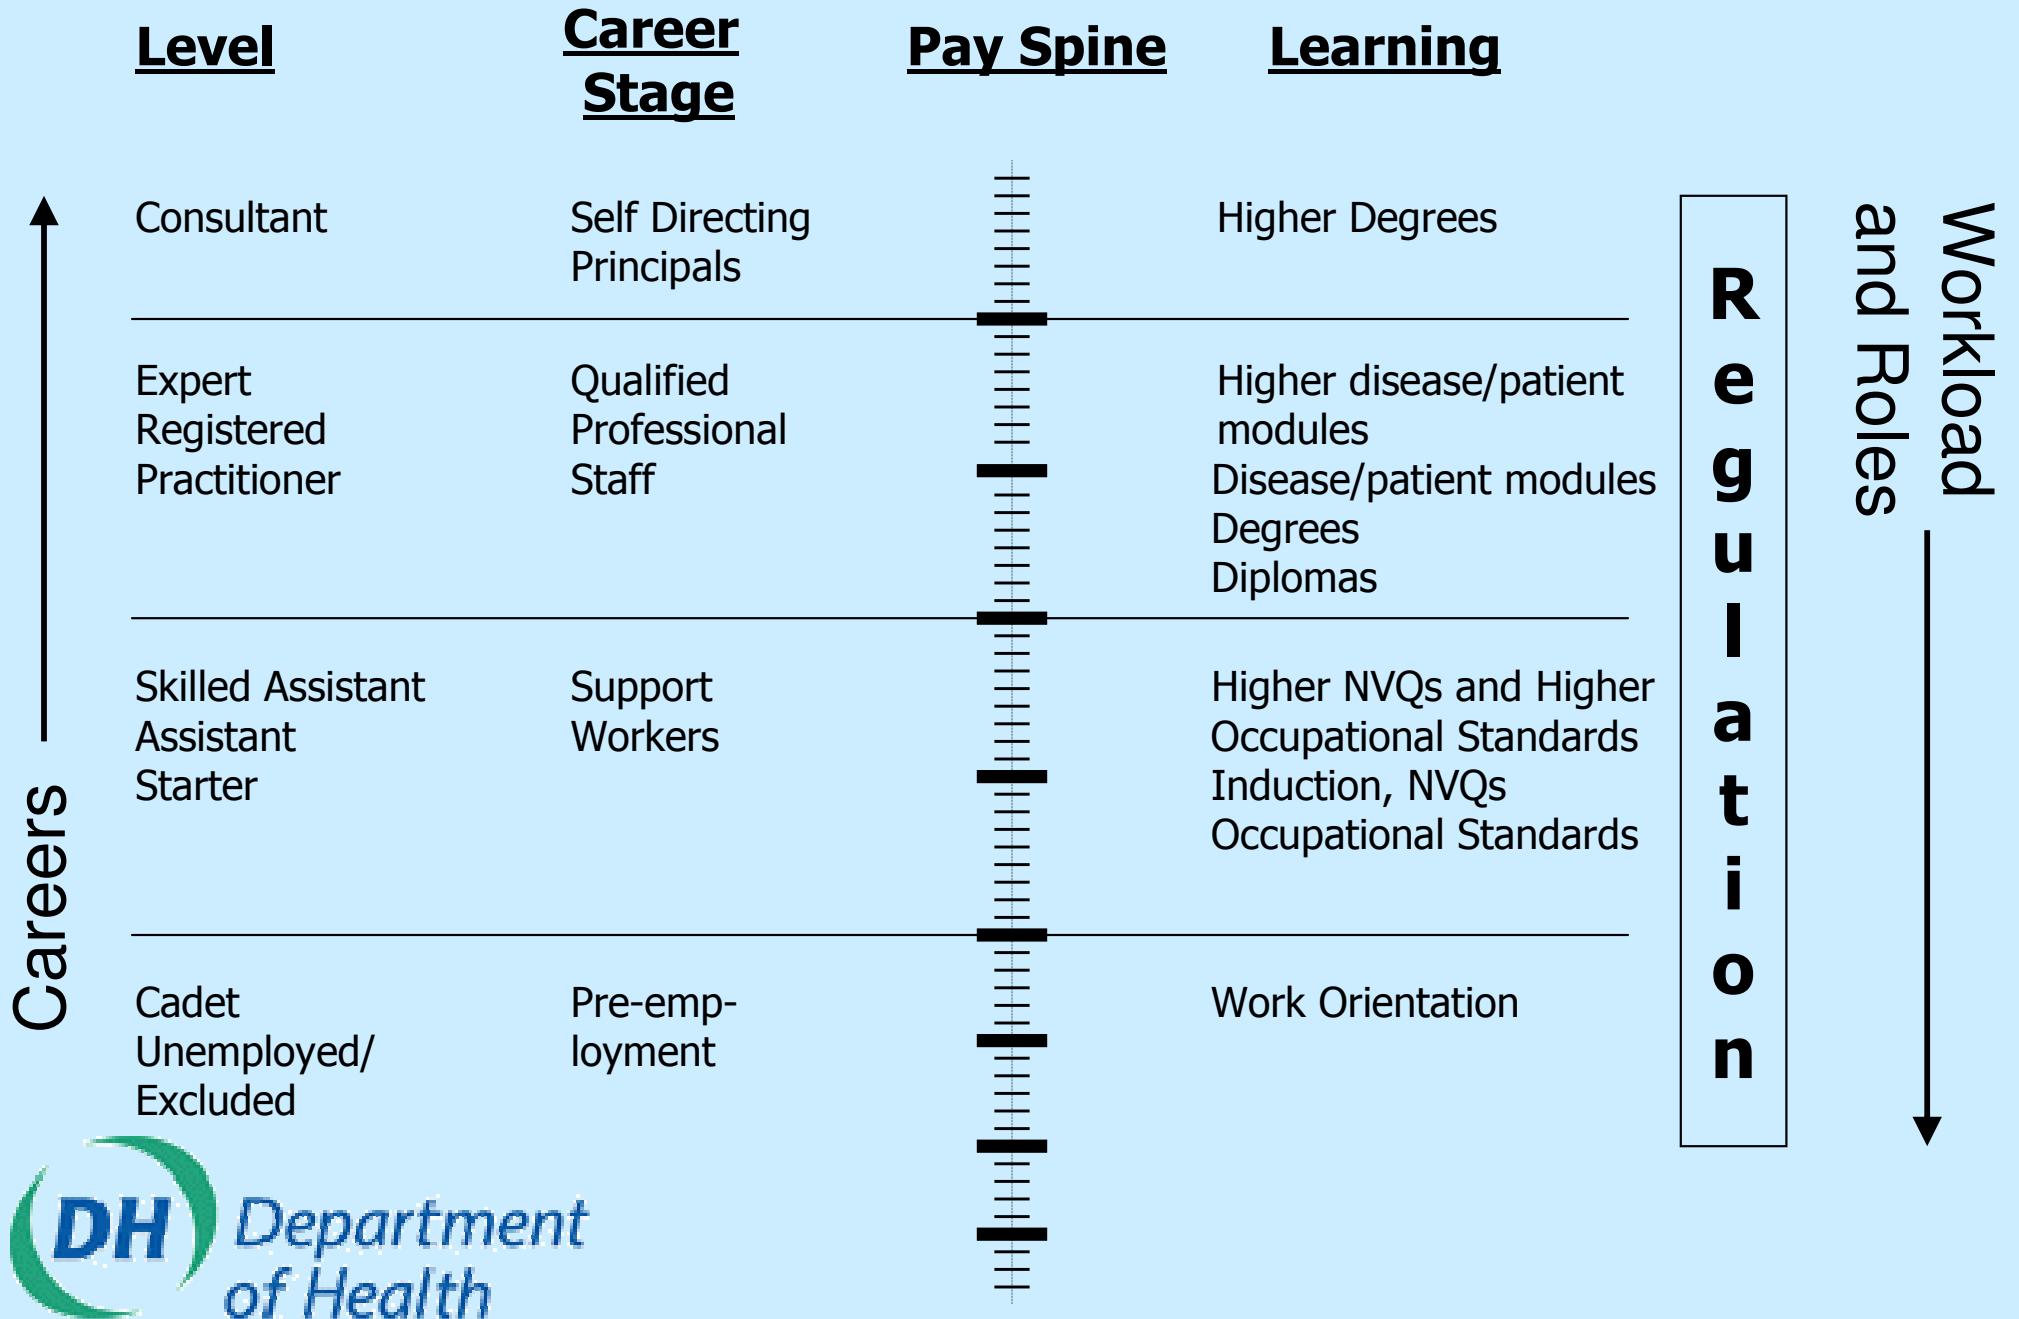 Level
Career
Stage
Pay Spine
Learning
Consultant
Self Directing
Principals
Higher Degrees
Expert
Registered
Practitioner
Qualified
Professional
Staff
Higher disease/patient
modules
Disease/patient modules
Degrees
Diplomas
Skilled Assistant
Assistant
Starter
Support
Workers
Higher NVQs and Higher
Occupational Standards
Induction, NVQs
Occupational Standards
Cadet
Unemployed/
Excluded
Pre-emp-
loyment
Work Orientation
Careers
Regulation
Workload
and Roles
DH Department
of Health